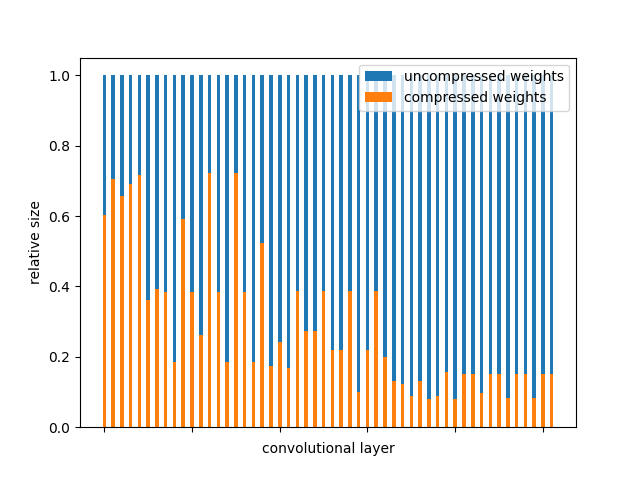 uncompressed weights
compressed weights
1.0
0.8
0.6
0.4
0.2
0.0
relative size
convolutional layer